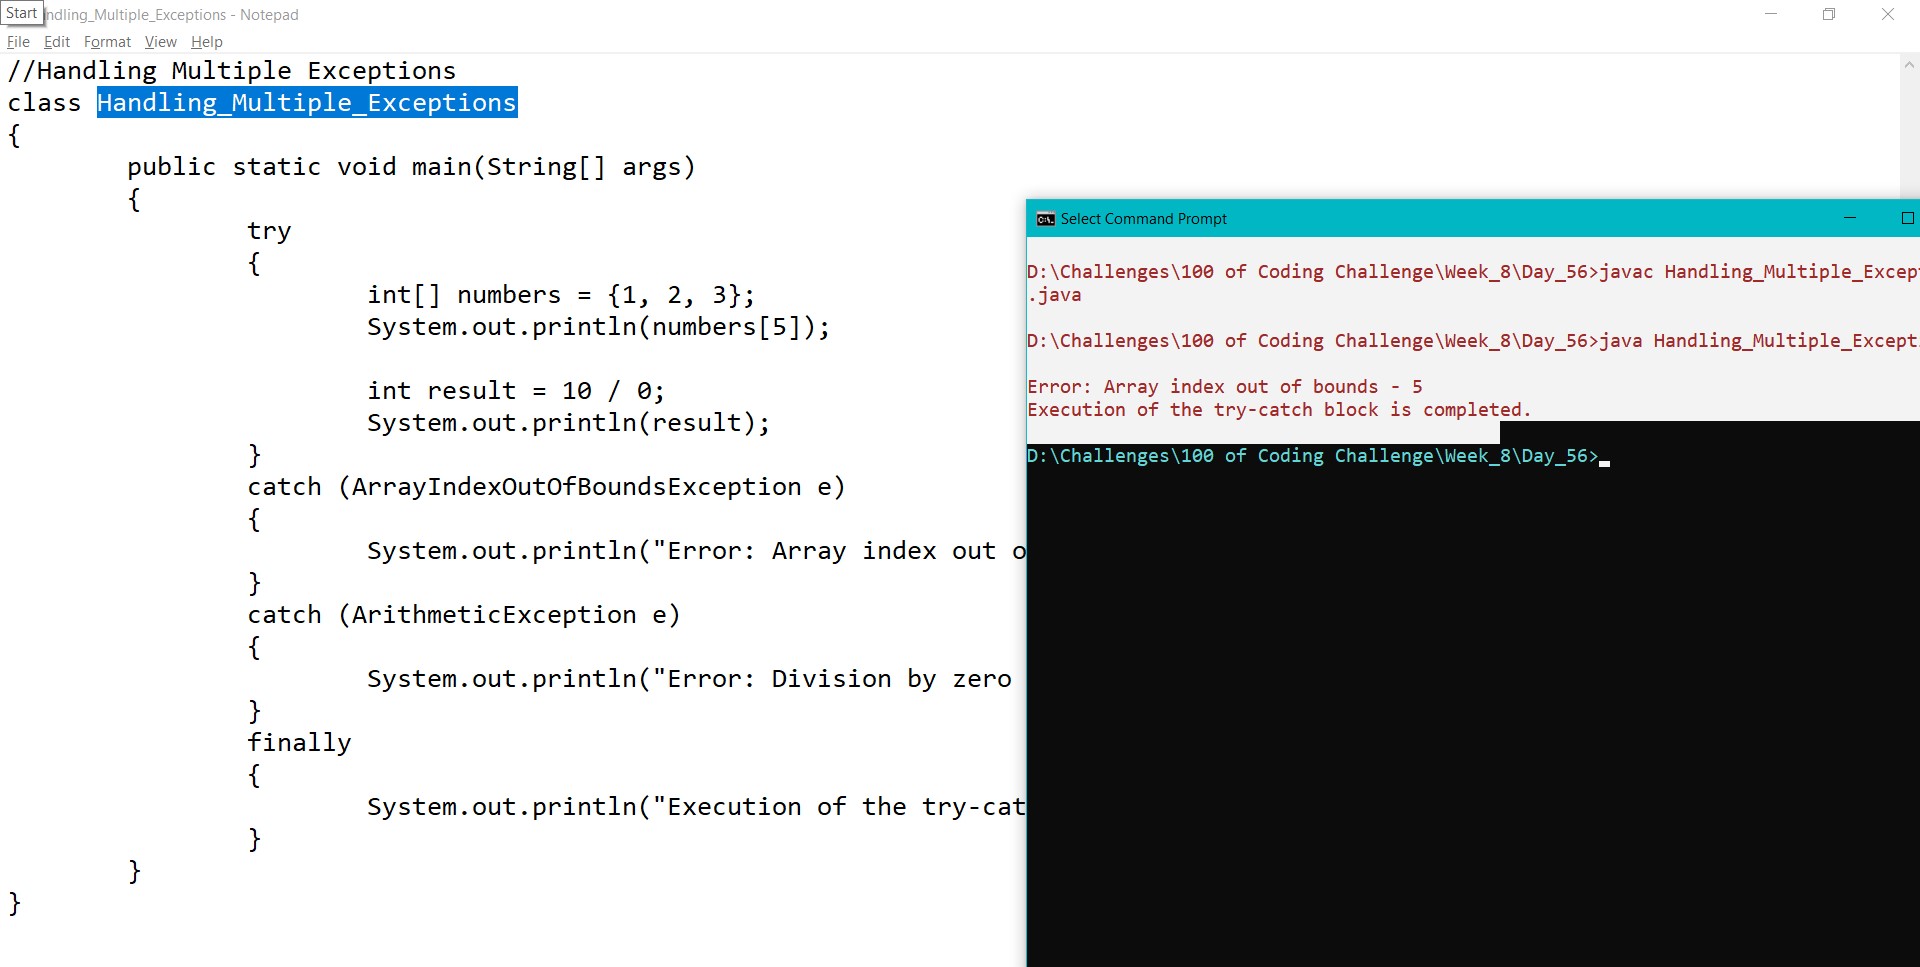 Start
ndling_Multiple_Exceptions - Notepad
File Edit Format View Help
//Handling Multiple Exceptions
class Handling_Multiple_Exceptions
{
public static void main(String[] args)
{
try
{
int[] numbers = {1, 2, 3};
System.out.println(numbers[5]);
int result = 10 / 0;
System.out.println(result);
}
catch (ArrayIndexOutOfBoundsException e)
{
System.out.println("Error: Array index out o
}
catch (ArithmeticException e)
{
System.out.println("Error: Division by zero
}
finally
{
System.out.println("Execution of the try-cat
}
}
}
Select Command Prompt
D:\Challenges\100 of Coding Challenge\Week_8\Day_56>javac Handling_Multiple_Excep
.java
D:\Challenges\100 of Coding Challenge\Week_8\Day_56>java Handling_Multiple_Except
Error: Array index out of bounds - 5
Execution of the try-catch block is completed.
D:\Challenges\100 of Coding Challenge\Week_8\Day_56>